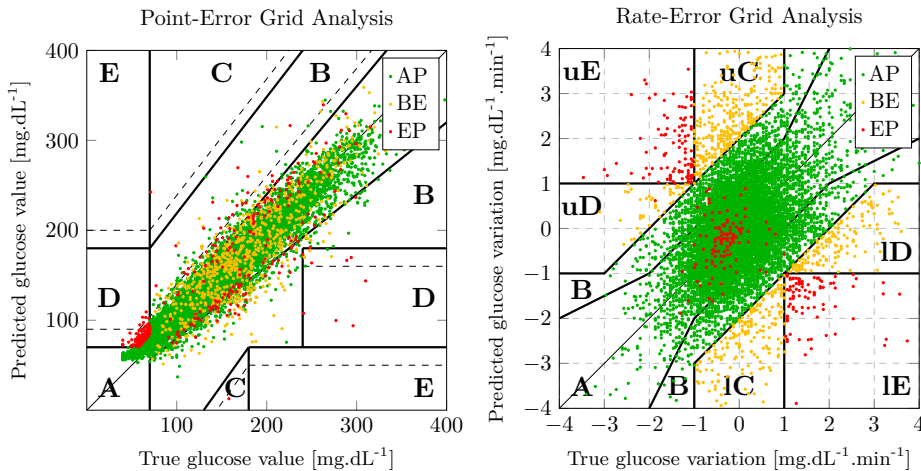 Point-Error Grid Analysis
Predicted glucose value [mg.dL⁻¹]
400
300
200
100
E
C
B
AP
BE
EP
B
D
D
A
C
E
100
200
300
400
True glucose value [mg.dL⁻¹]
Rate-Error Grid Analysis
Predicted glucose variation [mg.dL⁻¹.min⁻¹]
4
3
2
1
0
−1
−2
−3
−4
uE
uC
AP
BE
EP
uD
lD
B
A
B
lC
lE
−4
−3
−2
−1
0
1
2
3
4
True glucose variation [mg.dL⁻¹.min⁻¹]